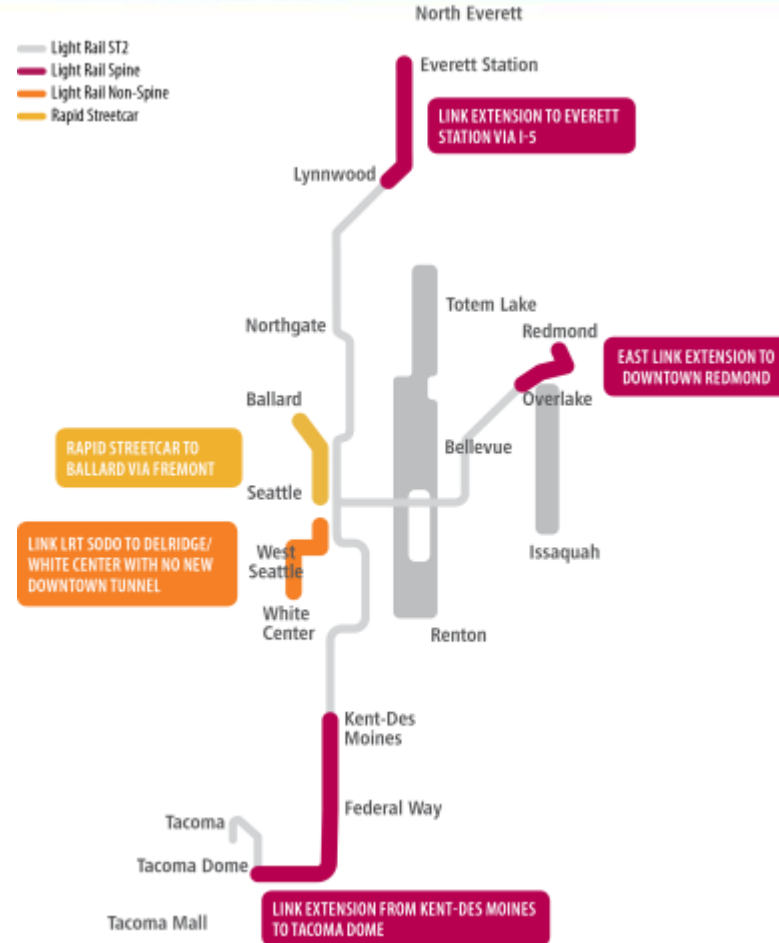 North Everett
Light Rail ST2
Light Rail Spine
Light Rail Non-Spine
Rapid Streetcar
Everett Station
LINK EXTENSION TO EVERETT
STATION VIA I-5
Lynnwood
Totem Lake
Northgate
Redmond
EAST LINK EXTENSION TO
DOWNTOWN REDMOND
Ballard
Overlake
RAPID STREETCAR TO
BALLARD VIA FREMONT
Bellevue
Seattle
LINK LRT SODO TO DELRIDGE/
WHITE CENTER WITH NO NEW
DOWNTOWN TUNNEL
West
Seattle
Issaquah
White
Center
Renton
Kent-Des
Moines
Federal Way
Tacoma
Tacoma Dome
Tacoma Mall
LINK EXTENSION FROM KENT-DES MOINES
TO TACOMA DOME